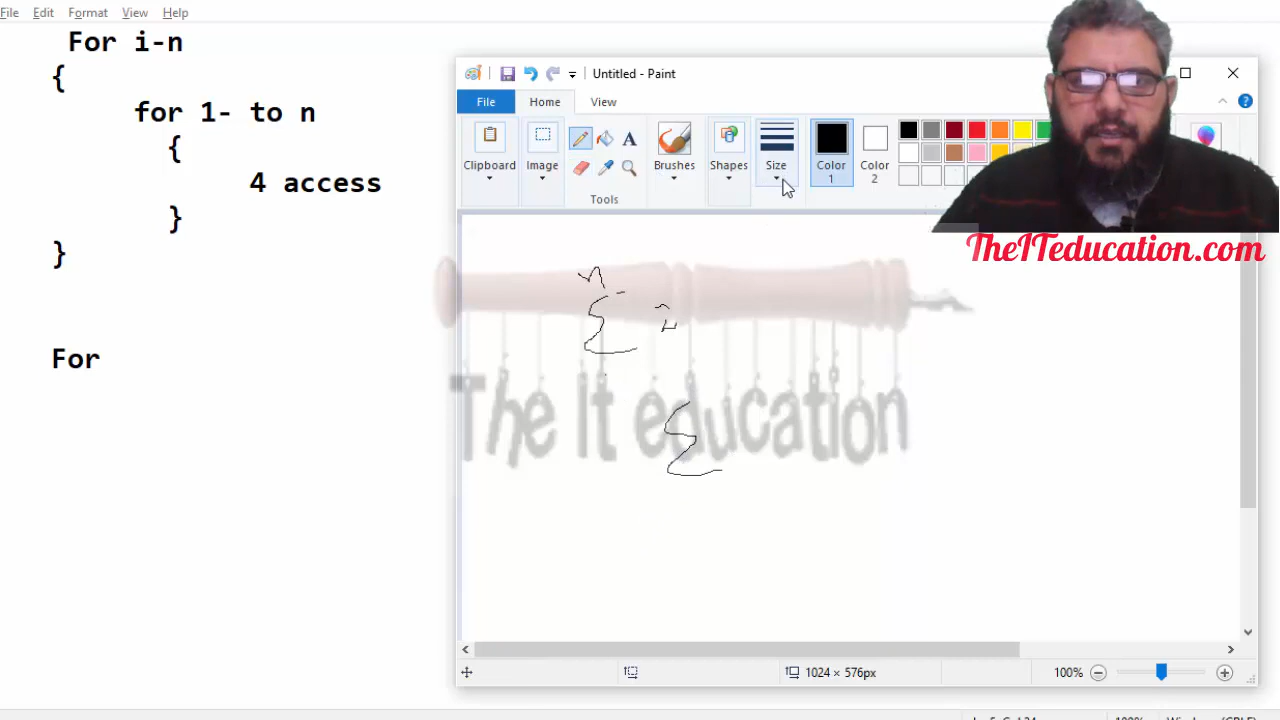 File Edit Format View Help
For i-n
{
for 1- to n
{
4 access
}
}
For
Untitled - Paint
File Home View
Clipboard
Image
Tools
Brushes
Shapes
Size
Color 1
Color 2
TheITeducation.com
n
Σ
The It education
Σ
1024 × 576px
100%